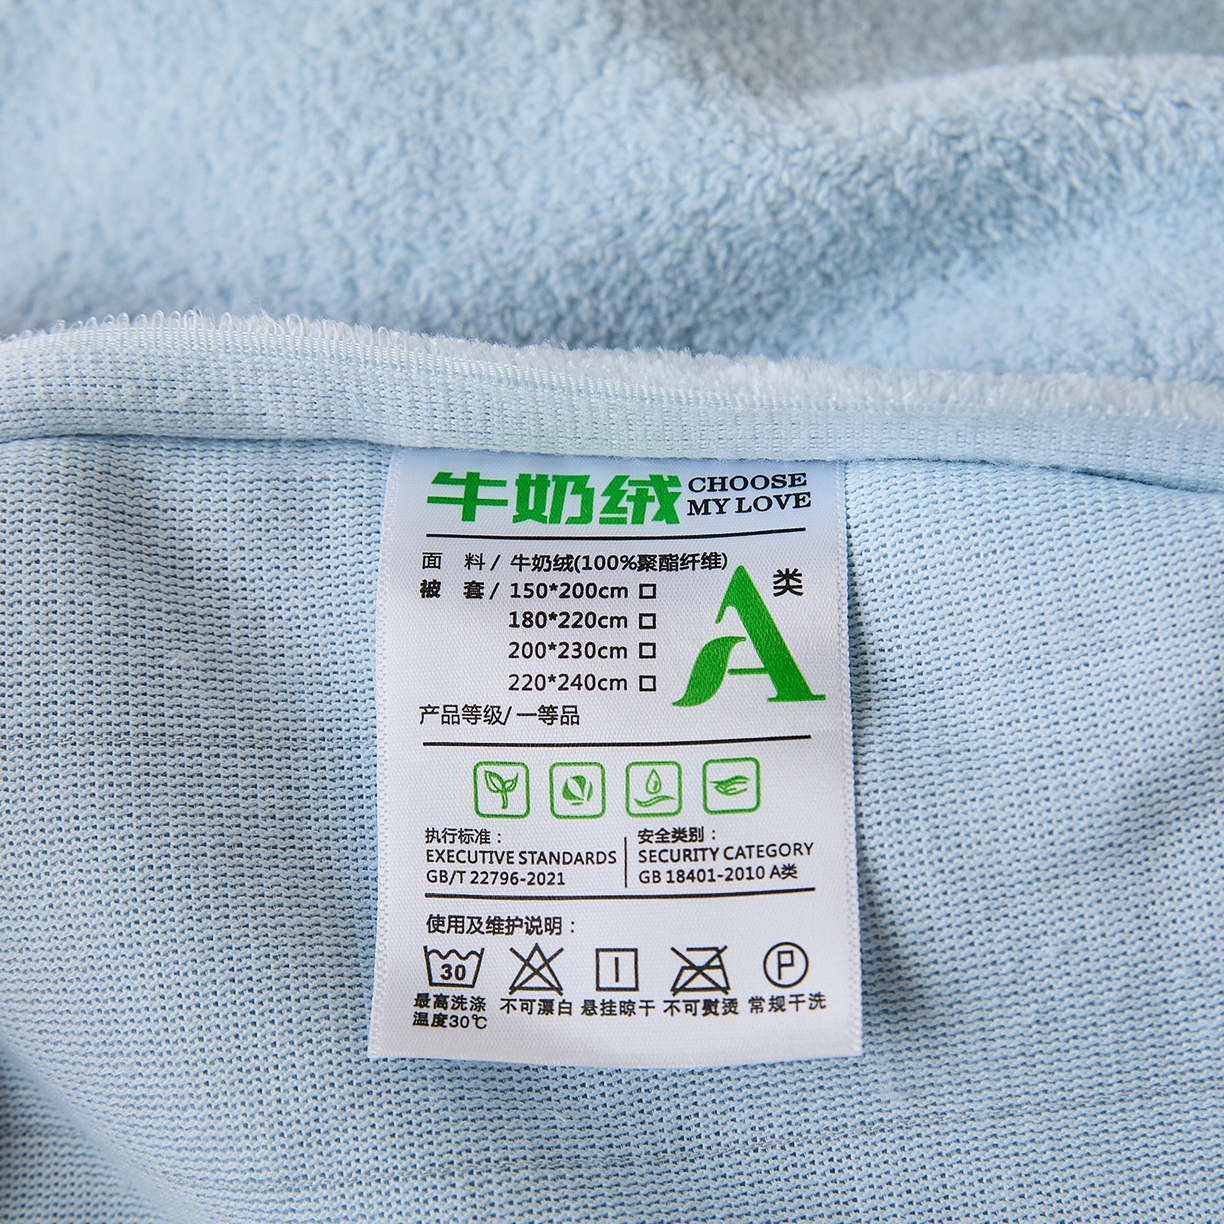 牛奶绒 CHOOSE MY LOVE
面 料/ 牛奶绒(100%聚酯纤维)
A类
被 套/ 150*200cm □
180*220cm □
200*230cm □
220*240cm □
产品等级/ 一等品
执行标准：
EXECUTIVE STANDARDS
GB/T 22796-2021
安全类别：
SECURITY CATEGORY
GB 18401-2010 A类
使用及维护说明：
30 P
最高洗涤温度30℃ 不可漂白 悬挂晾干 不可熨烫 常规干洗